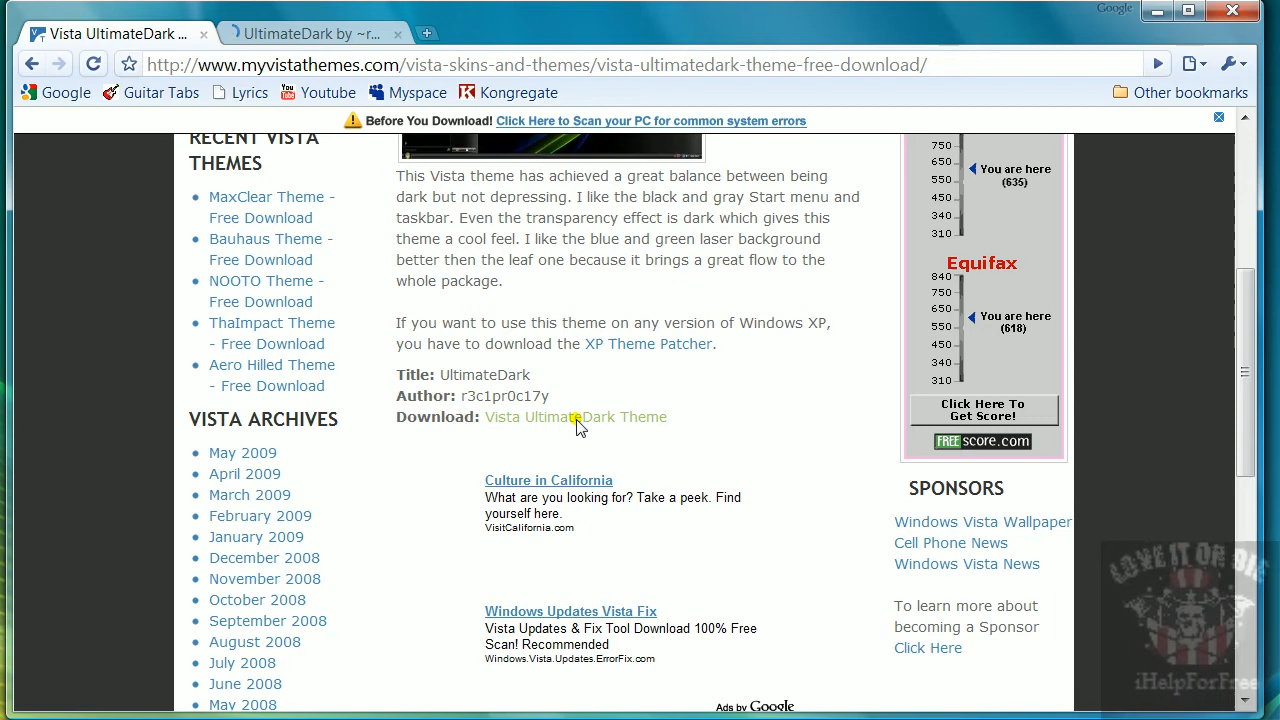 Google
Vista UltimateDark ...
UltimateDark by ~r...
http://www.myvistathemes.com/vista-skins-and-themes/vista-ultimatedark-theme-free-download/
Google
Guitar Tabs
Lyrics
You Tube
Youtube
Myspace
Kongregate
Other bookmarks
Before You Download! Click Here to Scan your PC for common system errors
RECENT VISTA
THEMES
MaxClear Theme -
Free Download
Bauhaus Theme -
Free Download
NOOTO Theme -
Free Download
ThaImpact Theme
- Free Download
Aero Hilled Theme
- Free Download
VISTA ARCHIVES
May 2009
April 2009
March 2009
February 2009
January 2009
December 2008
November 2008
October 2008
September 2008
August 2008
July 2008
June 2008
May 2008
This Vista theme has achieved a great balance between being
dark but not depressing. I like the black and gray Start menu and
taskbar. Even the transparency effect is dark which gives this
theme a cool feel. I like the blue and green laser background
better then the leaf one because it brings a great flow to the
whole package.
If you want to use this theme on any version of Windows XP,
you have to download the XP Theme Patcher.
Title: UltimateDark
Author: r3c1pr0c17y
Download: Vista UltimateDark Theme
Culture in California
What are you looking for? Take a peek. Find
yourself here.
VisitCalifornia.com
Windows Updates Vista Fix
Vista Updates & Fix Tool Download 100% Free
Scan! Recommended
Windows.Vista.Updates.ErrorFix.com
Ads by Google
750
650
550
450
340
310
You are here
(635)
Equifax
840
750
650
550
450
340
310
You are here
(618)
Click Here To
Get Score!
FREE score.com
SPONSORS
Windows Vista Wallpaper
Cell Phone News
Windows Vista News
To learn more about
becoming a Sponsor
Click Here
LOVE IT OR DIE
iHelpForFree